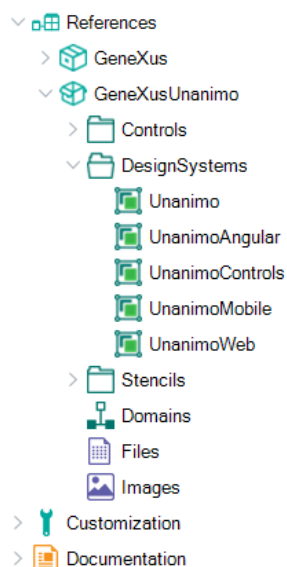 References
GeneXus
GeneXusUnanimo
Controls
DesignSystems
Unanimo
UnanimoAngular
UnanimoControls
UnanimoMobile
UnanimoWeb
Stencils
Domains
Files
Images
Customization
Documentation